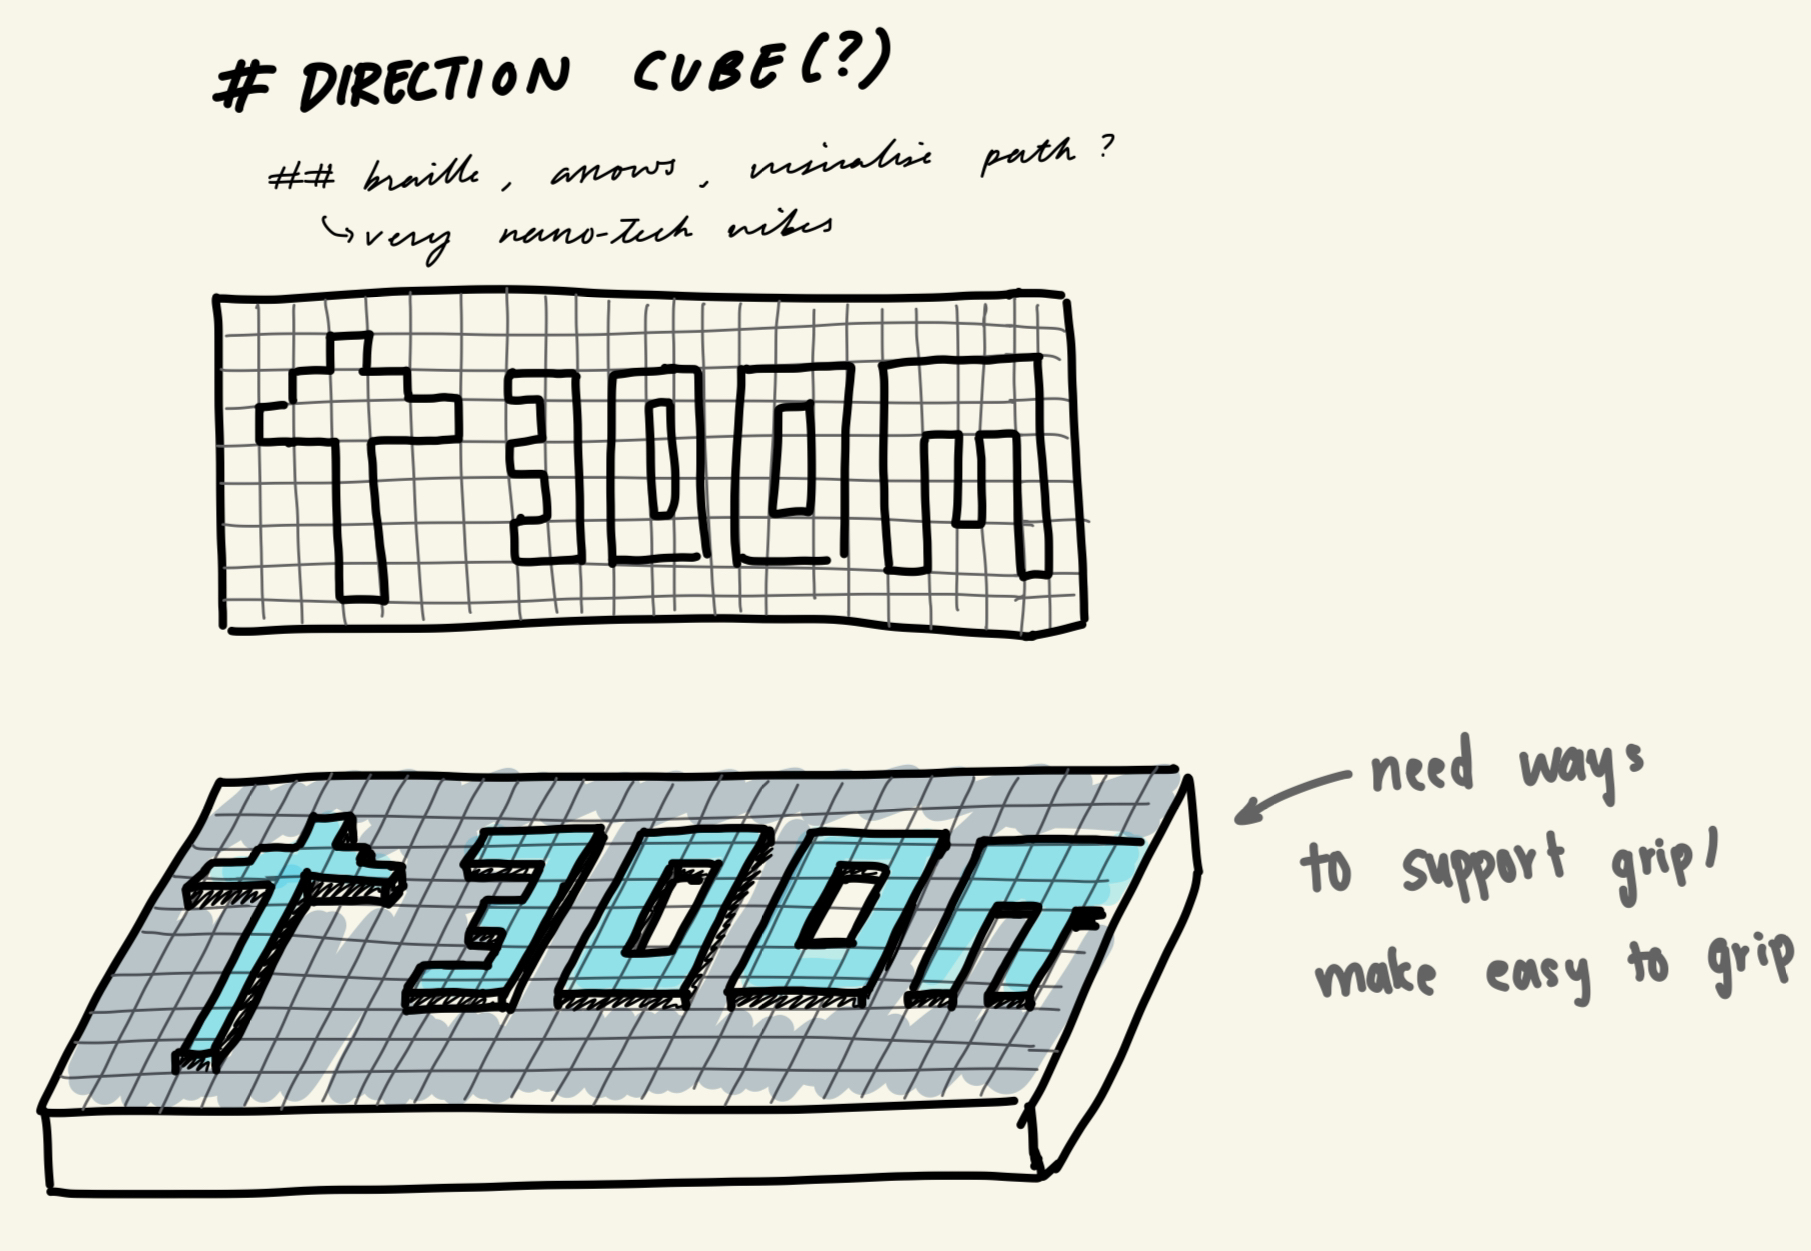 # DIRECTION CUBE(?)
## braille, arrows, visualise path?
↳ very nano-tech vibes
↑ 300m
↑ 300m
need ways
to support grip/
make easy to grip